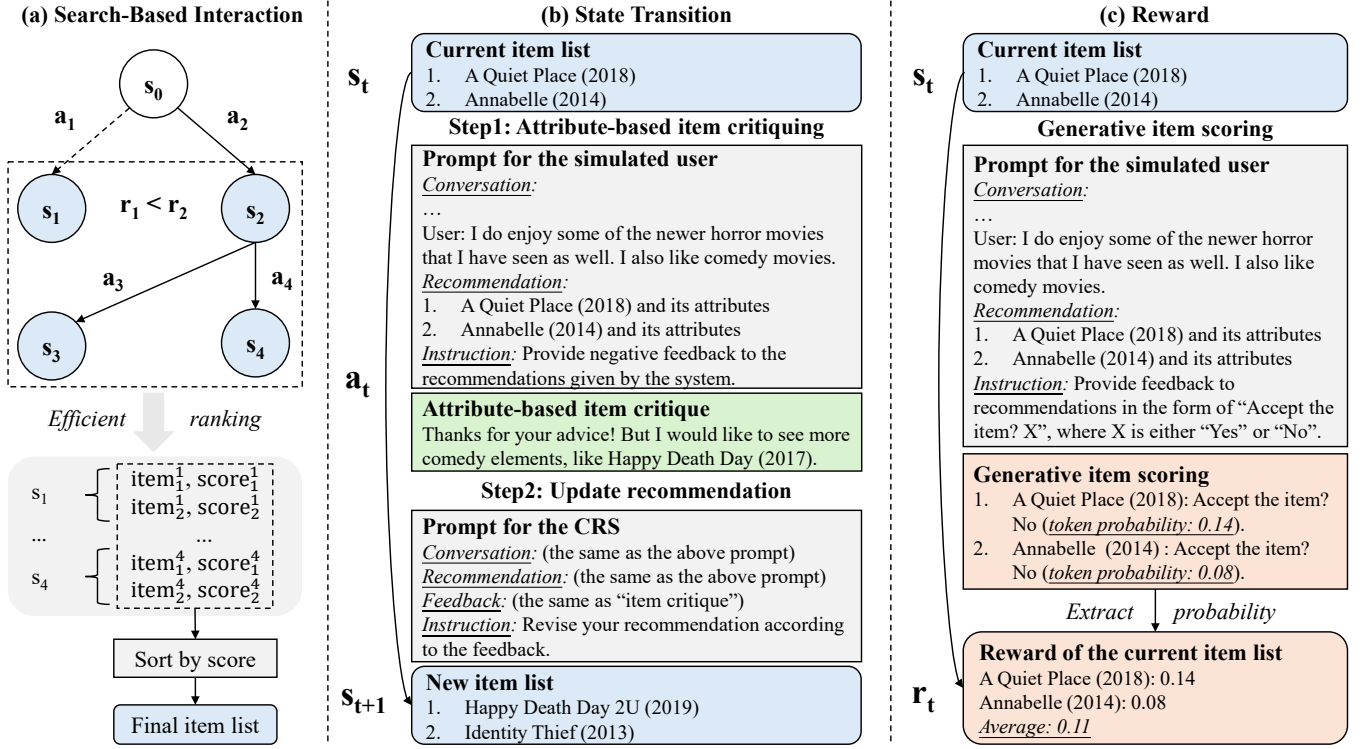 (a) Search-Based Interaction
s0
a1
a2
s1
r1 < r2
s2
a3
a4
s3
s4
Efficient ranking
s1
item^1_1, score^1_1
item^1_2, score^1_2
...
...
s4
item^4_1, score^4_1
item^4_2, score^4_2
Sort by score
Final item list
(b) State Transition
st
Current item list
1. A Quiet Place (2018)
2. Annabelle (2014)
Step1: Attribute-based item critiquing
at
Prompt for the simulated user
Conversation:
…
User: I do enjoy some of the newer horror movies
that I have seen as well. I also like comedy movies.
Recommendation:
1. A Quiet Place (2018) and its attributes
2. Annabelle (2014) and its attributes
Instruction: Provide negative feedback to the
recommendations given by the system.
Attribute-based item critique
Thanks for your advice! But I would like to see more
comedy elements, like Happy Death Day (2017).
Step2: Update recommendation
Prompt for the CRS
Conversation: (the same as the above prompt)
Recommendation: (the same as the above prompt)
Feedback: (the same as “item critique”)
Instruction: Revise your recommendation according
to the feedback.
st+1
New item list
1. Happy Death Day 2U (2019)
2. Identity Thief (2013)
(c) Reward
st
Current item list
1. A Quiet Place (2018)
2. Annabelle (2014)
Generative item scoring
Prompt for the simulated user
Conversation:
…
User: I do enjoy some of the newer horror
movies that I have seen as well. I also like
comedy movies.
Recommendation:
1. A Quiet Place (2018) and its attributes
2. Annabelle (2014) and its attributes
Instruction: Provide feedback to
recommendations in the form of “Accept the
item? X”, where X is either “Yes” or “No”.
Generative item scoring
1. A Quiet Place (2018): Accept the item?
No (token probability: 0.14).
2. Annabelle (2014) : Accept the item?
No (token probability: 0.08).
Extract probability
rt
Reward of the current item list
A Quiet Place (2018): 0.14
Annabelle (2014): 0.08
Average: 0.11